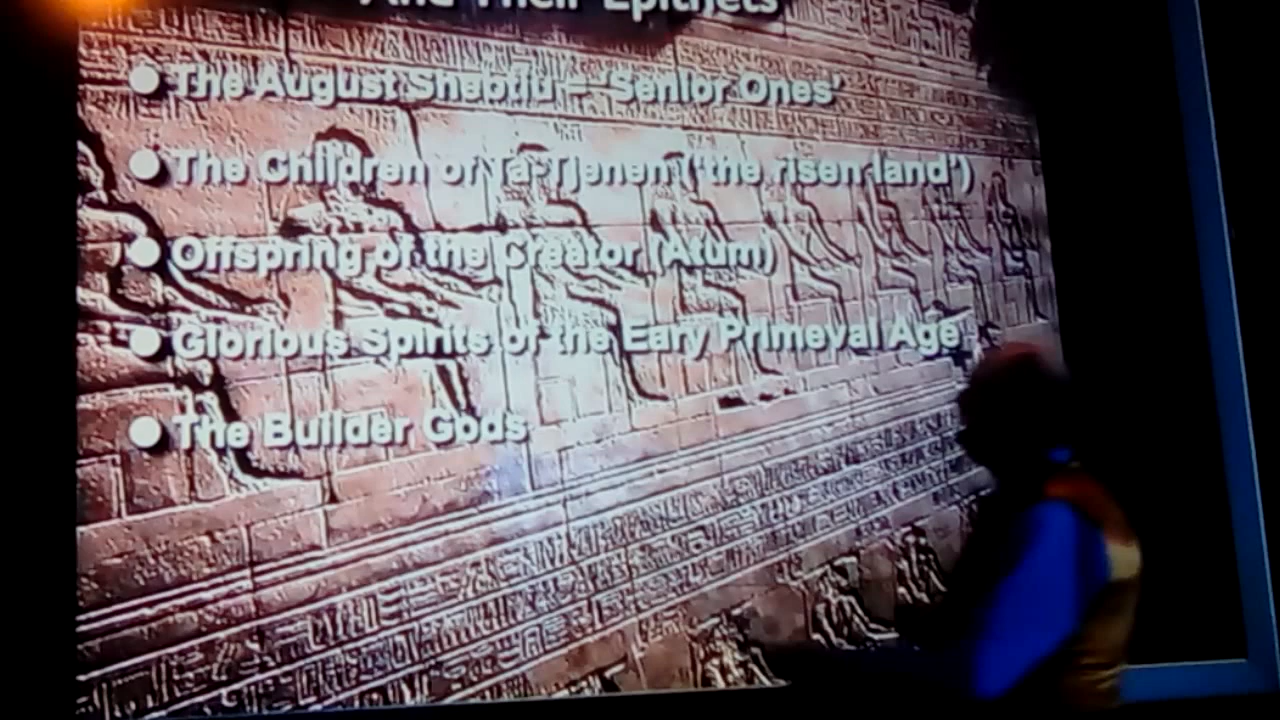 And Their Epithets
The August Shebtiu – 'Senior Ones'
The Children of Ta-Tjenen ('the risen land')
Offspring of the Creator (Atum)
Glorious Spirits of the Eary Primeval Age
The Builder Gods